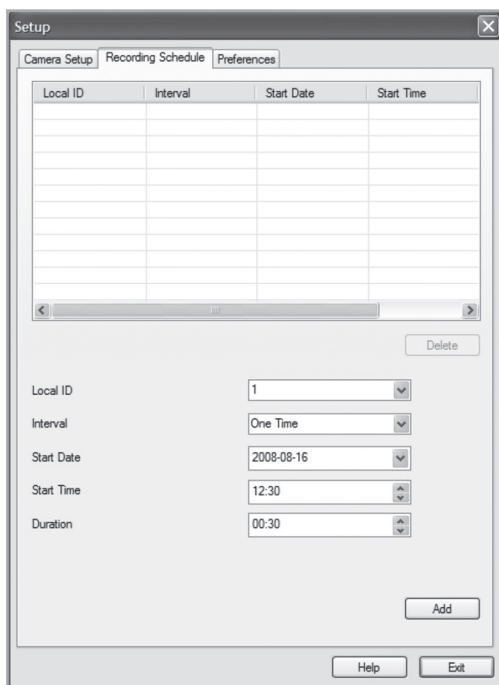 Setup
Camera Setup Recording Schedule Preferences
Local ID Interval Start Date Start Time
Delete
Local ID 1
Interval One Time
Start Date 2008-08-16
Start Time 12:30
Duration 00:30
Add
Help Exit